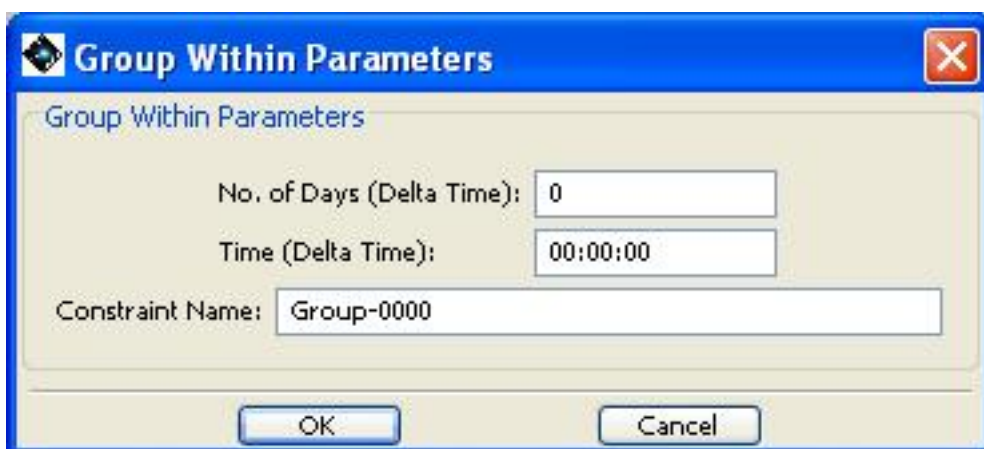 Group Within Parameters
Group Within Parameters
No. of Days (Delta Time): 0
Time (Delta Time): 00:00:00
Constraint Name: Group-0000
OK Cancel